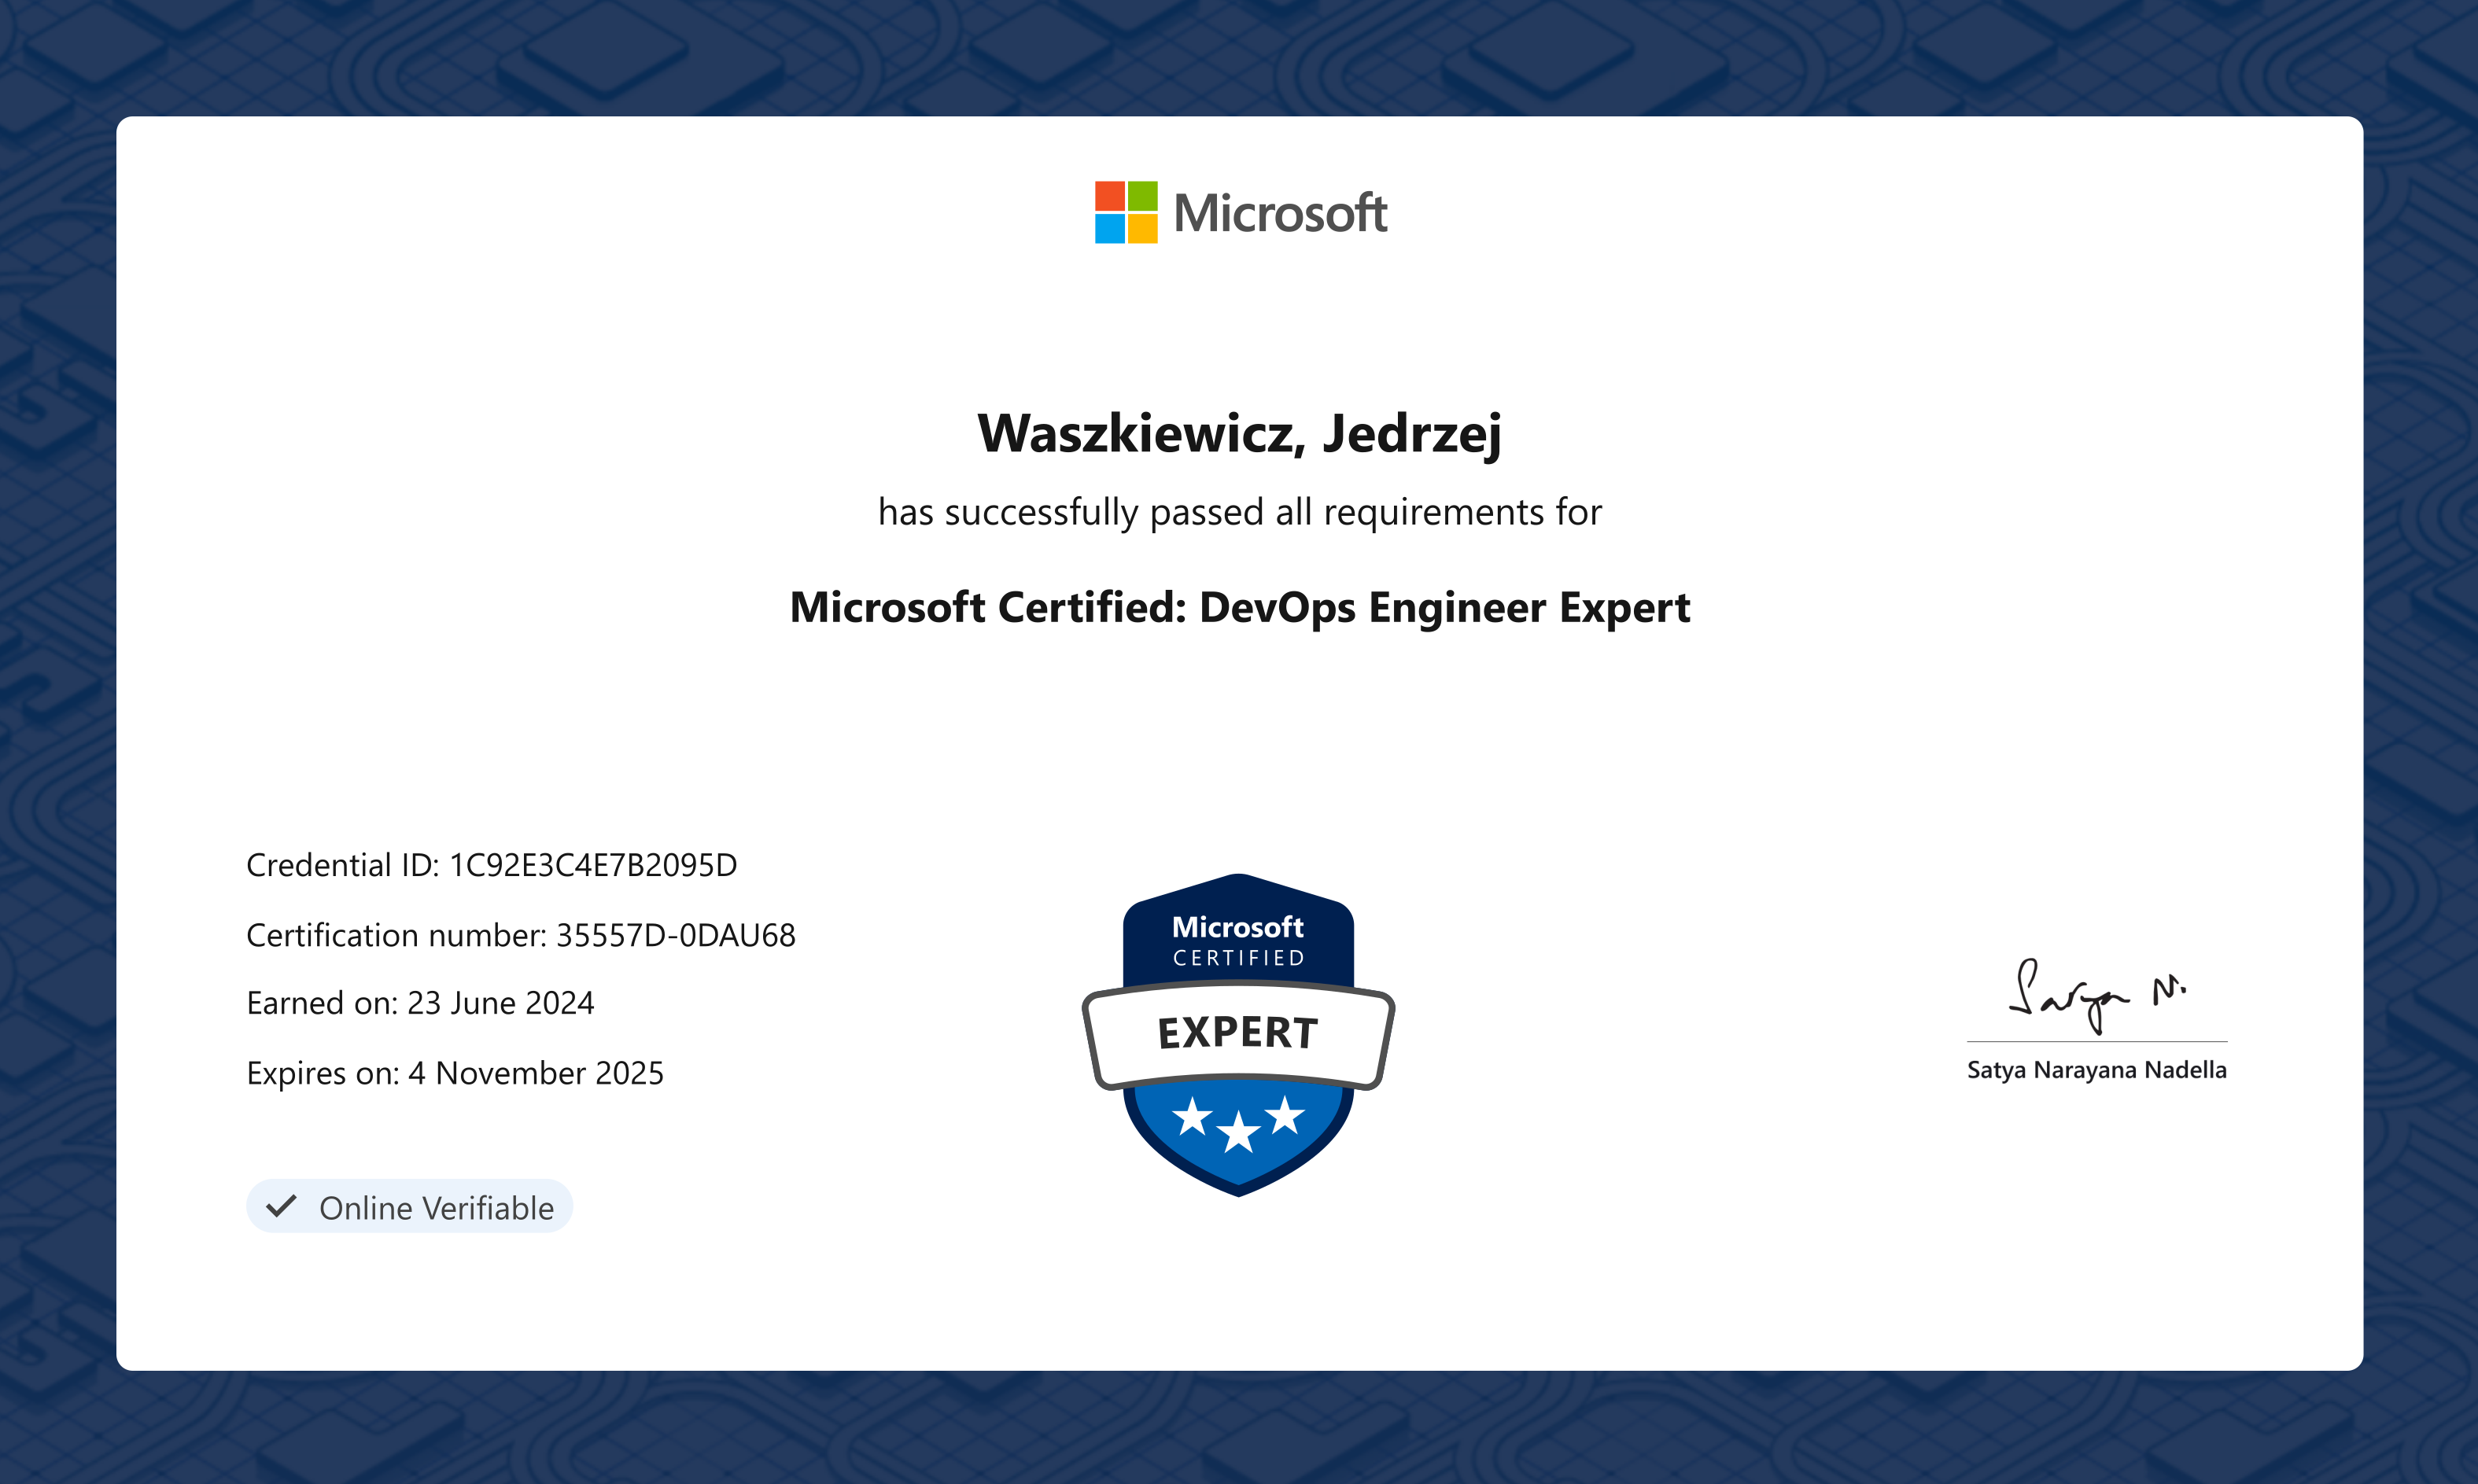 Microsoft
Waszkiewicz, Jedrzej
has successfully passed all requirements for
Microsoft Certified: DevOps Engineer Expert
Credential ID: 1C92E3C4E7B2095D
Certification number: 35557D-0DAU68
Earned on: 23 June 2024
Expires on: 4 November 2025
Online Verifiable
Microsoft
CERTIFIED
EXPERT
Satya N.
Satya Narayana Nadella